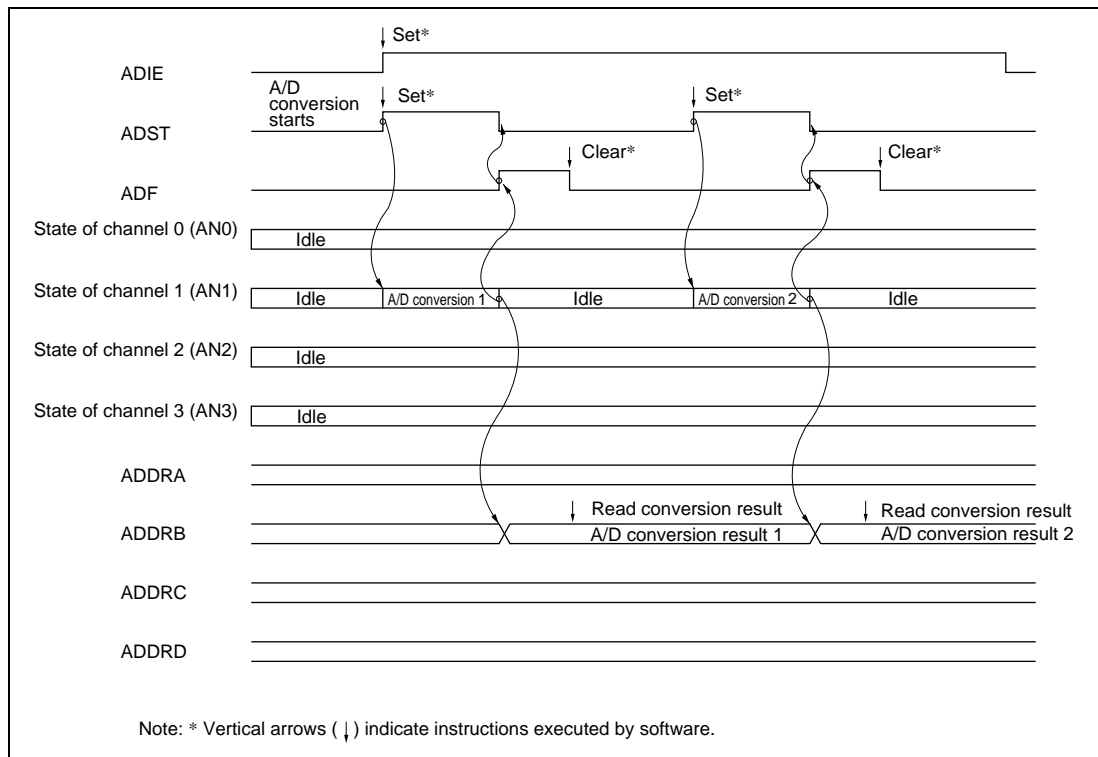 Set*
ADIE
A/D
conversion
starts
Set* Set*
ADST
Clear* Clear*
ADF
State of channel 0 (AN0)
Idle
State of channel 1 (AN1)
Idle A/D conversion 1 Idle A/D conversion 2 Idle
State of channel 2 (AN2)
Idle
State of channel 3 (AN3)
Idle
ADDRA
Read conversion result Read conversion result
ADDRB
A/D conversion result 1 A/D conversion result 2
ADDRC
ADDRD
Note: * Vertical arrows ( ↓ ) indicate instructions executed by software.